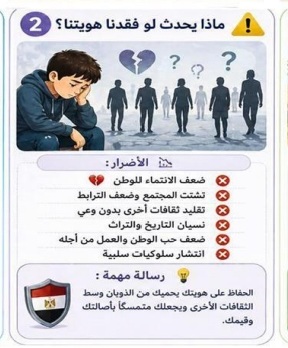 2 ماذا يحدث لو فقدنا هويتنا؟
? ? ?
الأضرار :
ضعف الانتماء للوطن
تشتت المجتمع وضعف الترابط
تقليد ثقافات أخرى بدون وعي
نسيان التاريخ والتراث
ضعف حب الوطن والعمل من أجله
انتشار سلوكيات سلبية
رسالة مهمة :
الحفاظ على هويتك يحميك من الذوبان وسط
الثقافات الأخرى ويجعلك متمسكاً بأصالتك
وقيمك.